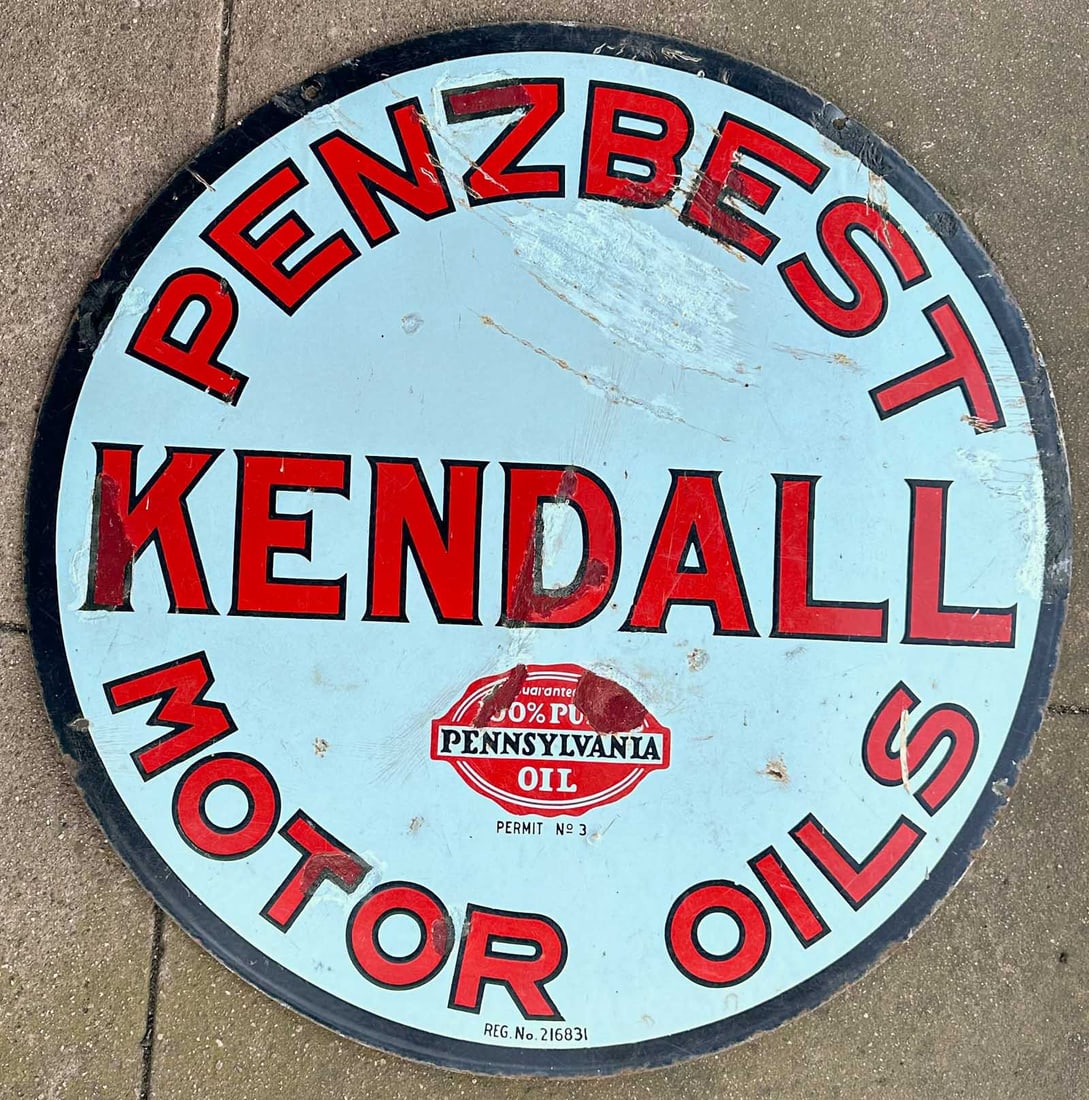 PENZBEST
KENDALL
PENNSYLVANIA
OIL
PERMIT Nº 3
MOTOR OILS
REG. No. 216831